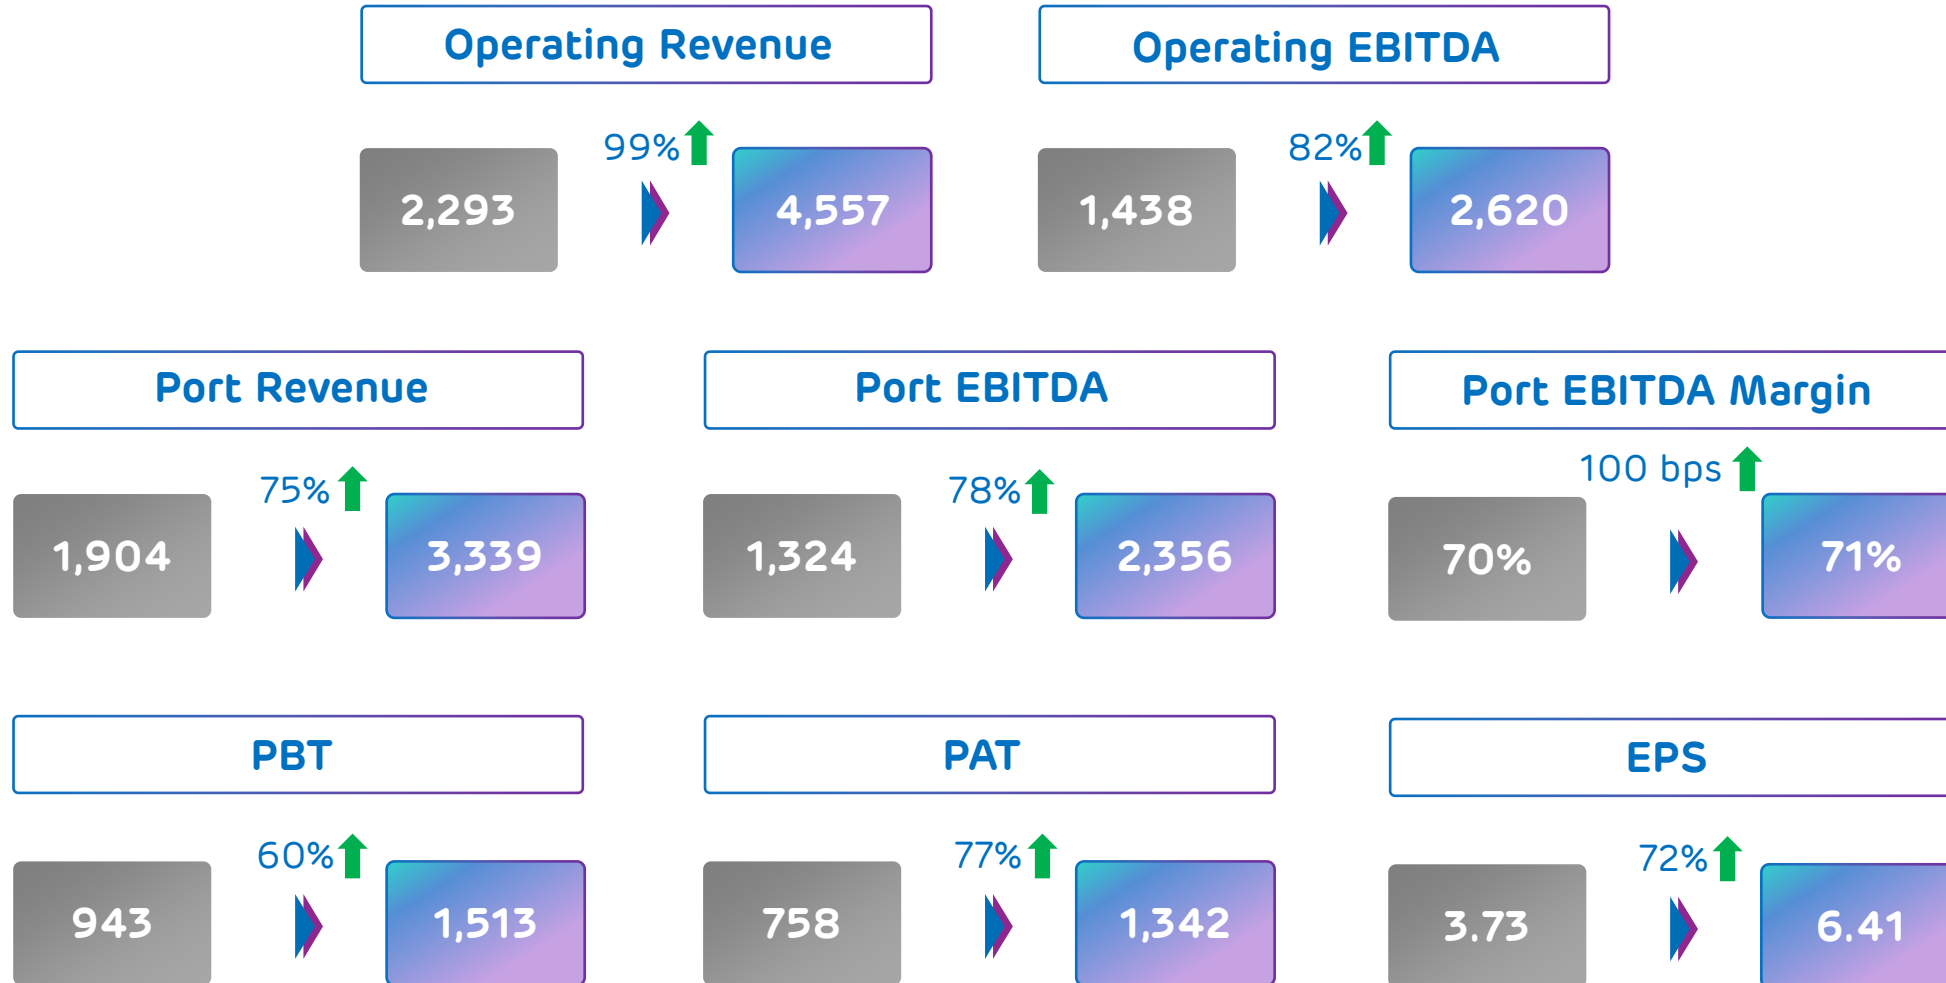 Operating Revenue
Operating EBITDA
99%
82%
2,293
4,557
1,438
2,620
Port Revenue
Port EBITDA
Port EBITDA Margin
75%
78%
100 bps
1,904
3,339
1,324
2,356
70%
71%
PBT
PAT
EPS
60%
77%
72%
943
1,513
758
1,342
3.73
6.41